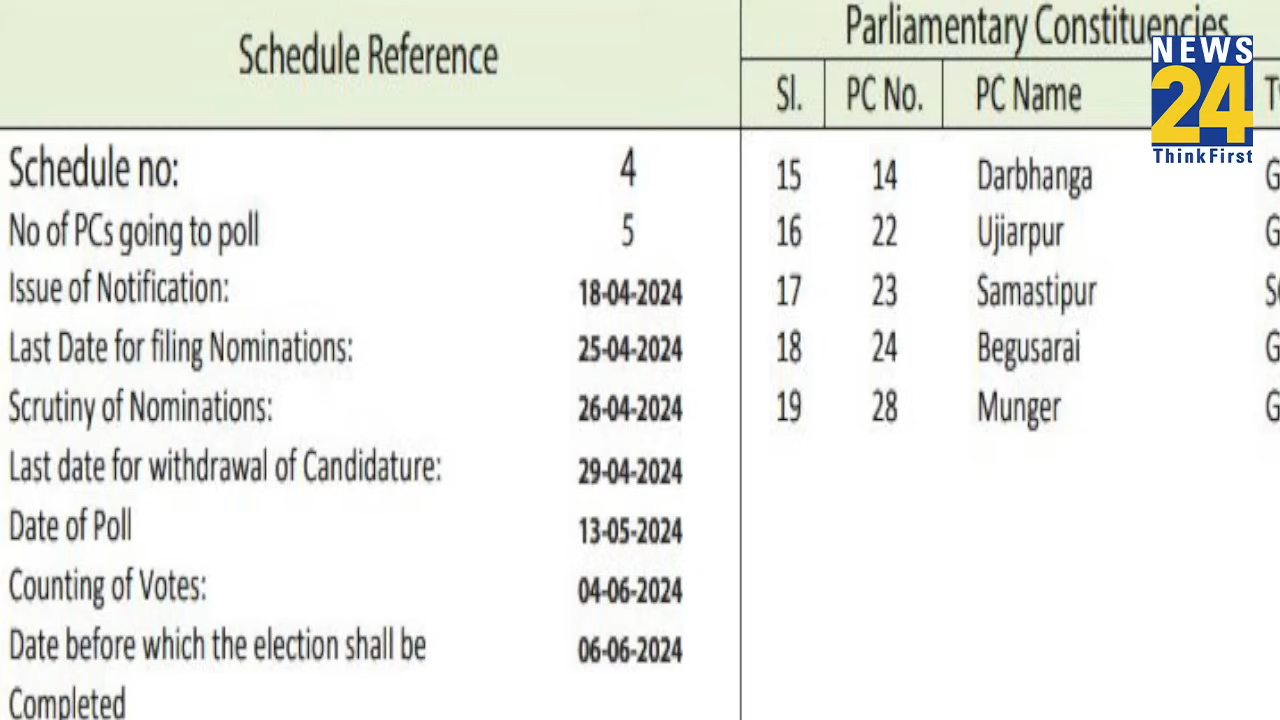 Schedule Reference
Parliamentary Constituencies
Sl. PC No. PC Name
NEWS
24
ThinkFirst
Schedule no: 4
No of PCs going to poll 5
Issue of Notification: 18-04-2024
Last Date for filing Nominations: 25-04-2024
Scrutiny of Nominations: 26-04-2024
Last date for withdrawal of Candidature: 29-04-2024
Date of Poll 13-05-2024
Counting of Votes: 04-06-2024
Date before which the election shall be 06-06-2024
Completed
15 14 Darbhanga G
16 22 Ujiarpur G
17 23 Samastipur
18 24 Begusarai G
19 28 Munger G